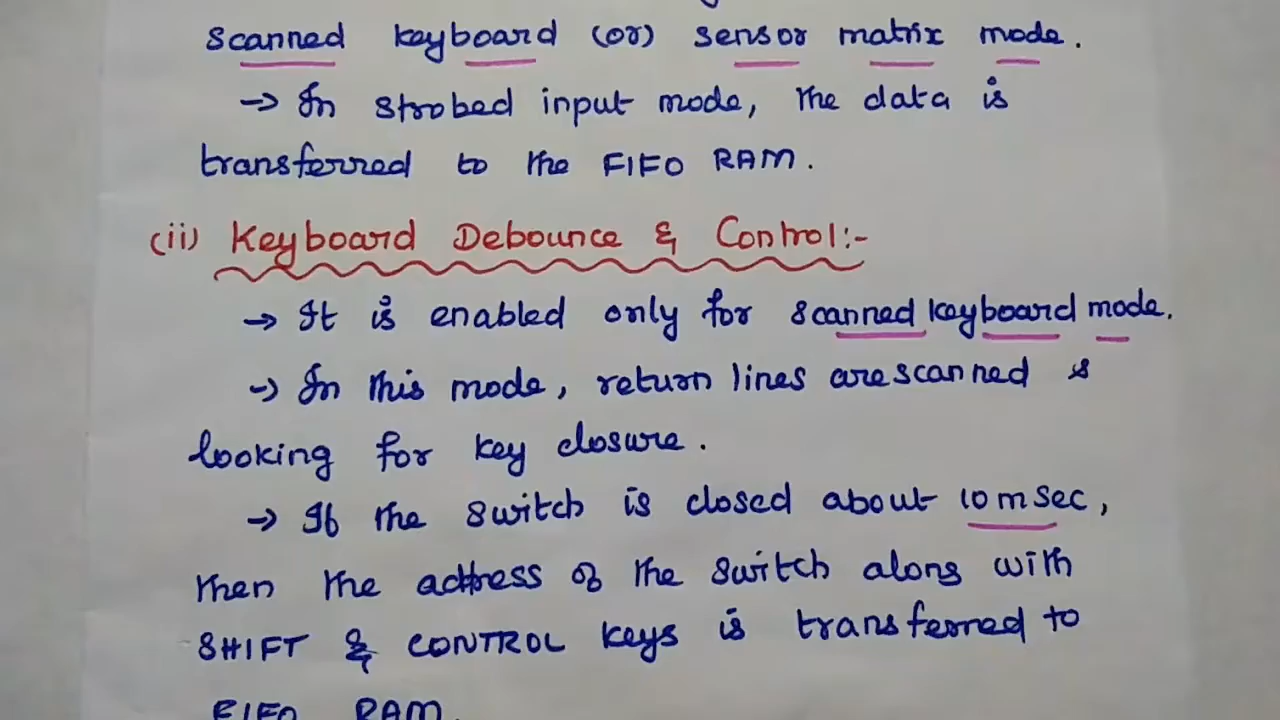 scanned keyboard (or) sensor matrix mode.
→ In strobed input mode, the data is
transferred to the FIFO RAM.
(ii) Keyboard Debounce & Control:-
→ It is enabled only for scanned keyboard mode.
→ In this mode, return lines are scanned is
looking for key closure.
→ If the switch is closed about 10 msec,
then the address of the switch along with
SHIFT & CONTROL keys is transferred to
FIFO RAM.